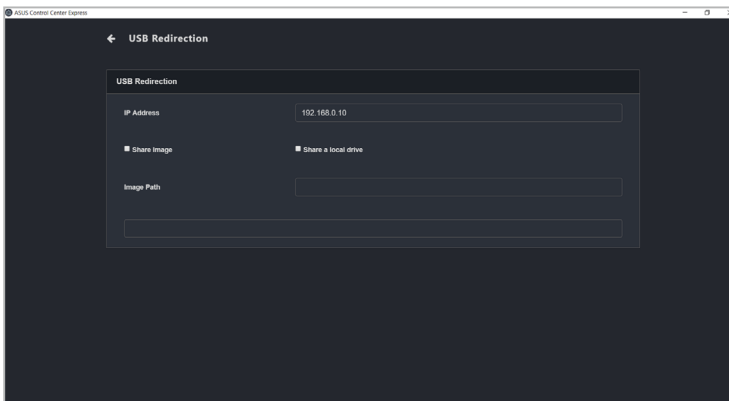 ASUS Control Center Express
USB Redirection
USB Redirection
IP Address
192.168.0.10
Share Image
Share a local drive
Image Path